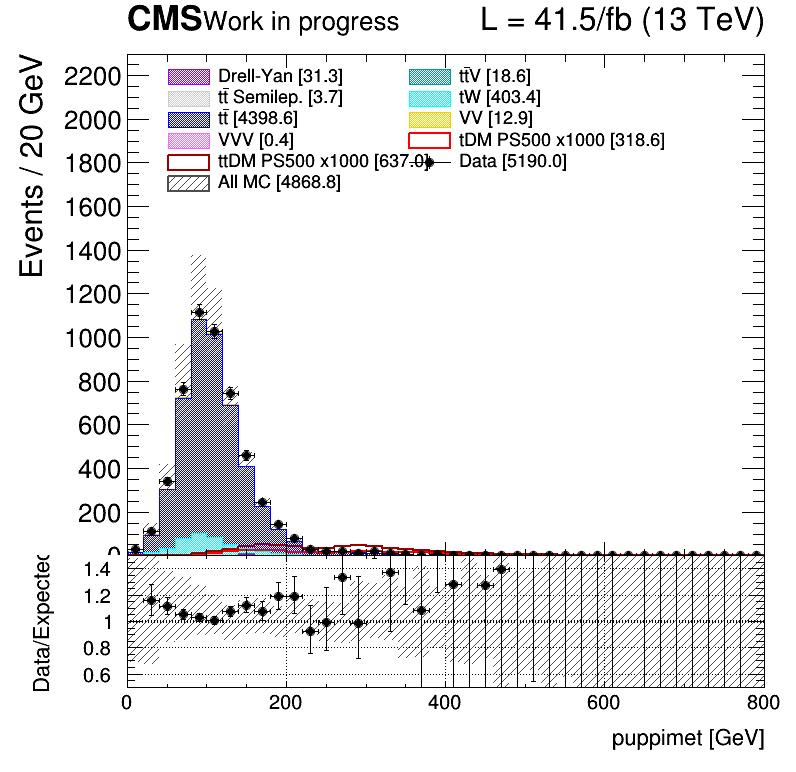 CMS Work in progress L = 41.5/fb (13 TeV)
Events / 20 GeV
2200
2000
1800
1600
1400
1200
1000
800
600
400
200
0
Drell-Yan [31.3]
tt̄V [18.6]
tt̄ Semilep. [3.7]
tW [403.4]
tt̄ [4398.6]
VV [12.9]
VVV [0.4]
tDM PS500 x1000 [318.6]
ttDM PS500 x1000 [637.0]
Data [5190.0]
All MC [4868.8]
Data/Expected
1.4
1.2
1
0.8
0.6
0 200 400 600 800
puppimet [GeV]